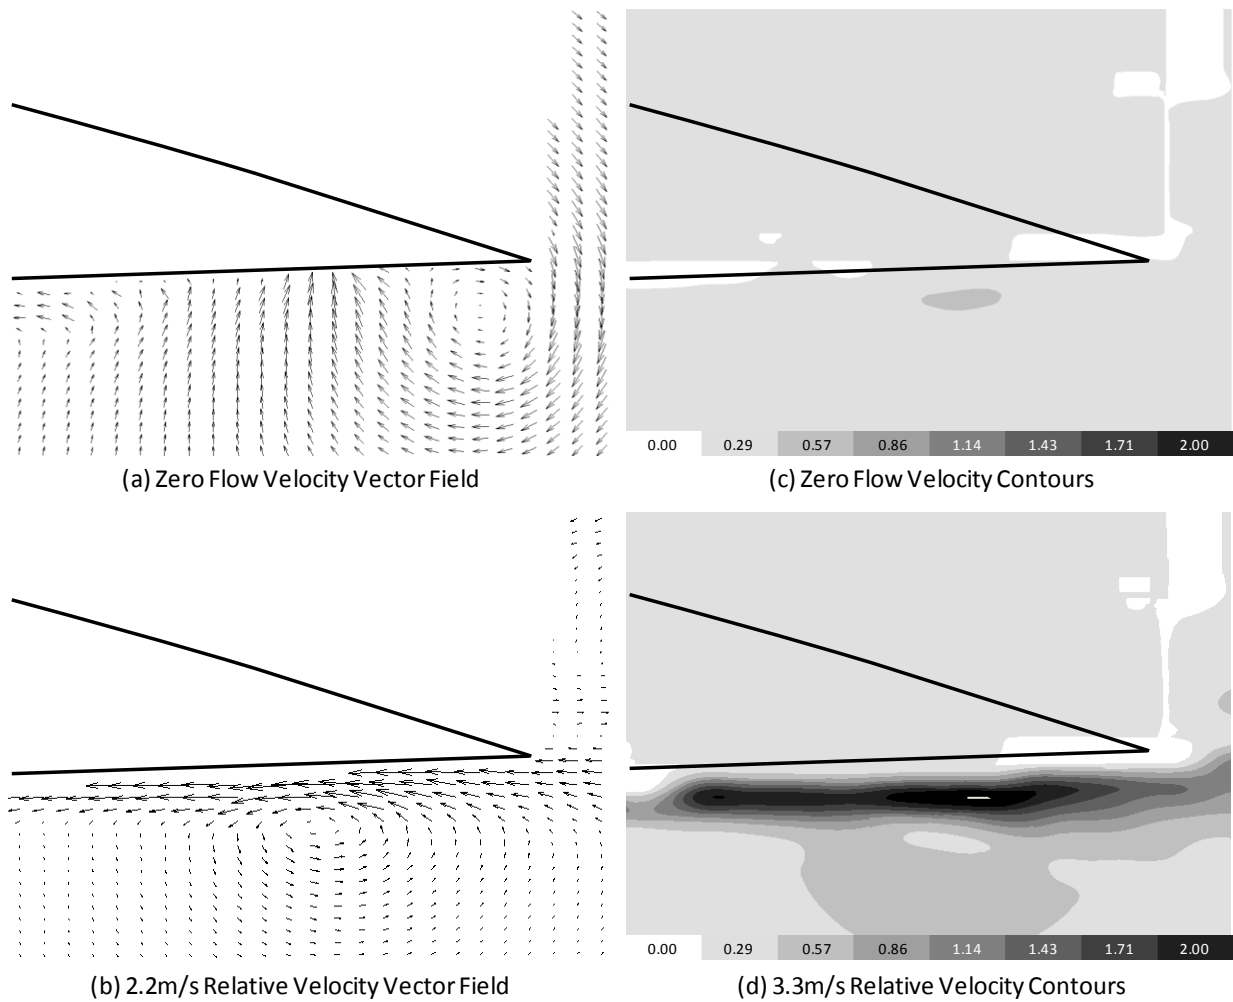 0.00 0.29 0.57 0.86 1.14 1.43 1.71 2.00
(a) Zero Flow Velocity Vector Field
(c) Zero Flow Velocity Contours
0.00 0.29 0.57 0.86 1.14 1.43 1.71 2.00
(b) 2.2m/s Relative Velocity Vector Field
(d) 3.3m/s Relative Velocity Contours